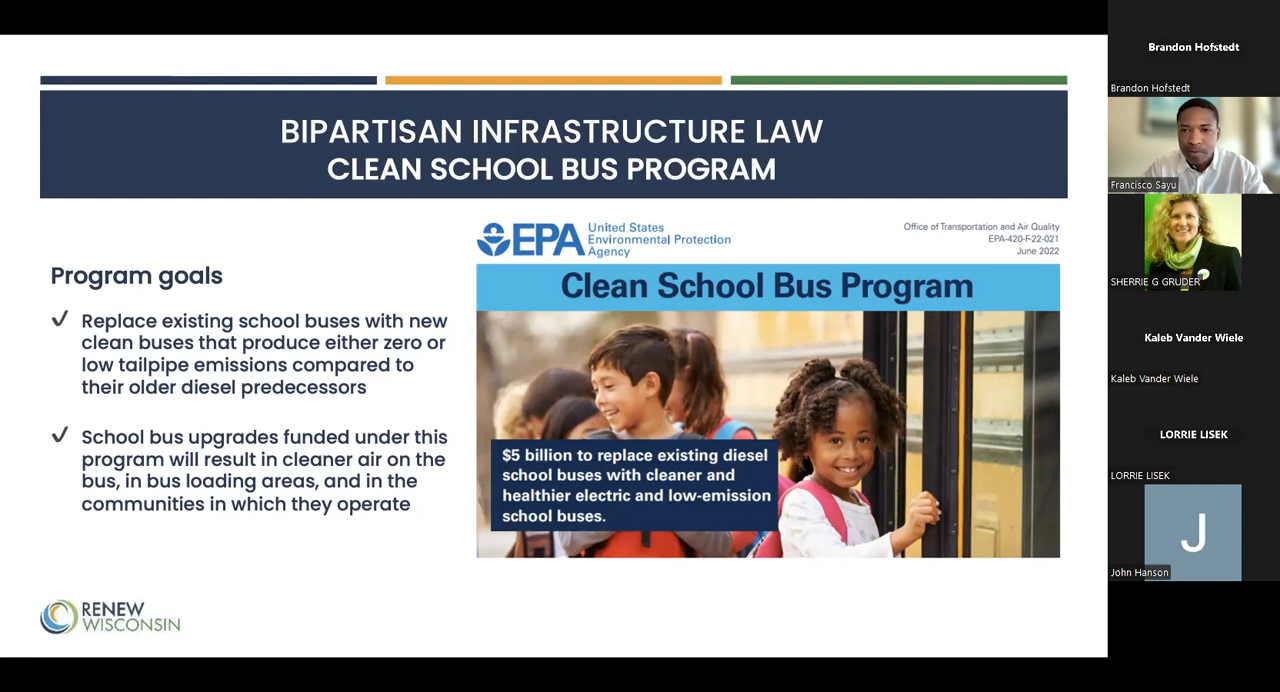 BIPARTISAN INFRASTRUCTURE LAW
CLEAN SCHOOL BUS PROGRAM
Program goals
✓ Replace existing school buses with new
clean buses that produce either zero or
low tailpipe emissions compared to
their older diesel predecessors
✓ School bus upgrades funded under this
program will result in cleaner air on the
bus, in bus loading areas, and in the
communities in which they operate
EPA
United States
Environmental Protection
Agency
Office of Transportation and Air Quality
EPA-420-F-22-021
June 2022
Clean School Bus Program
$5 billion to replace existing diesel
school buses with cleaner and
healthier electric and low-emission
school buses.
RENEW
WISCONSIN
Brandon Hofstedt
Brandon Hofstedt
Francisco Sayu
SHERRIE G GRUDER
Kaleb Vander Wiele
Kaleb Vander Wiele
LORRIE LISEK
LORRIE LISEK
J
John Hanson